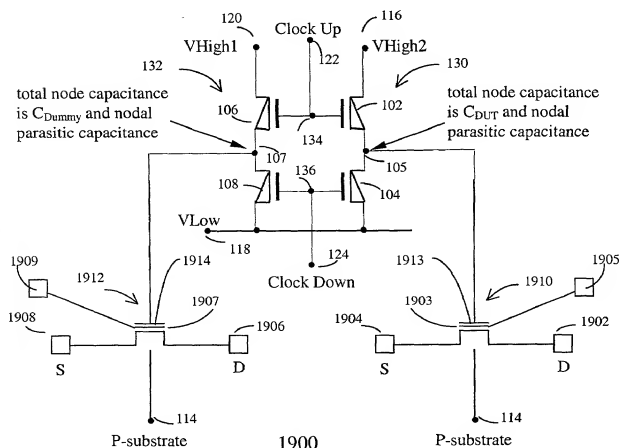 120
116
Clock Up
VHigh1
VHigh2
122
132
130
total node capacitance
is CDummy and nodal
parasitic capacitance
total node capacitance
is CDUT and nodal
parasitic capacitance
106
102
134
107
105
136
108
104
VLow
118
124
Clock Down
1909
1912
1914
1907
1908
1906
S
D
114
P-substrate
1913
1910
1905
1903
1904
1902
S
D
114
P-substrate
1900